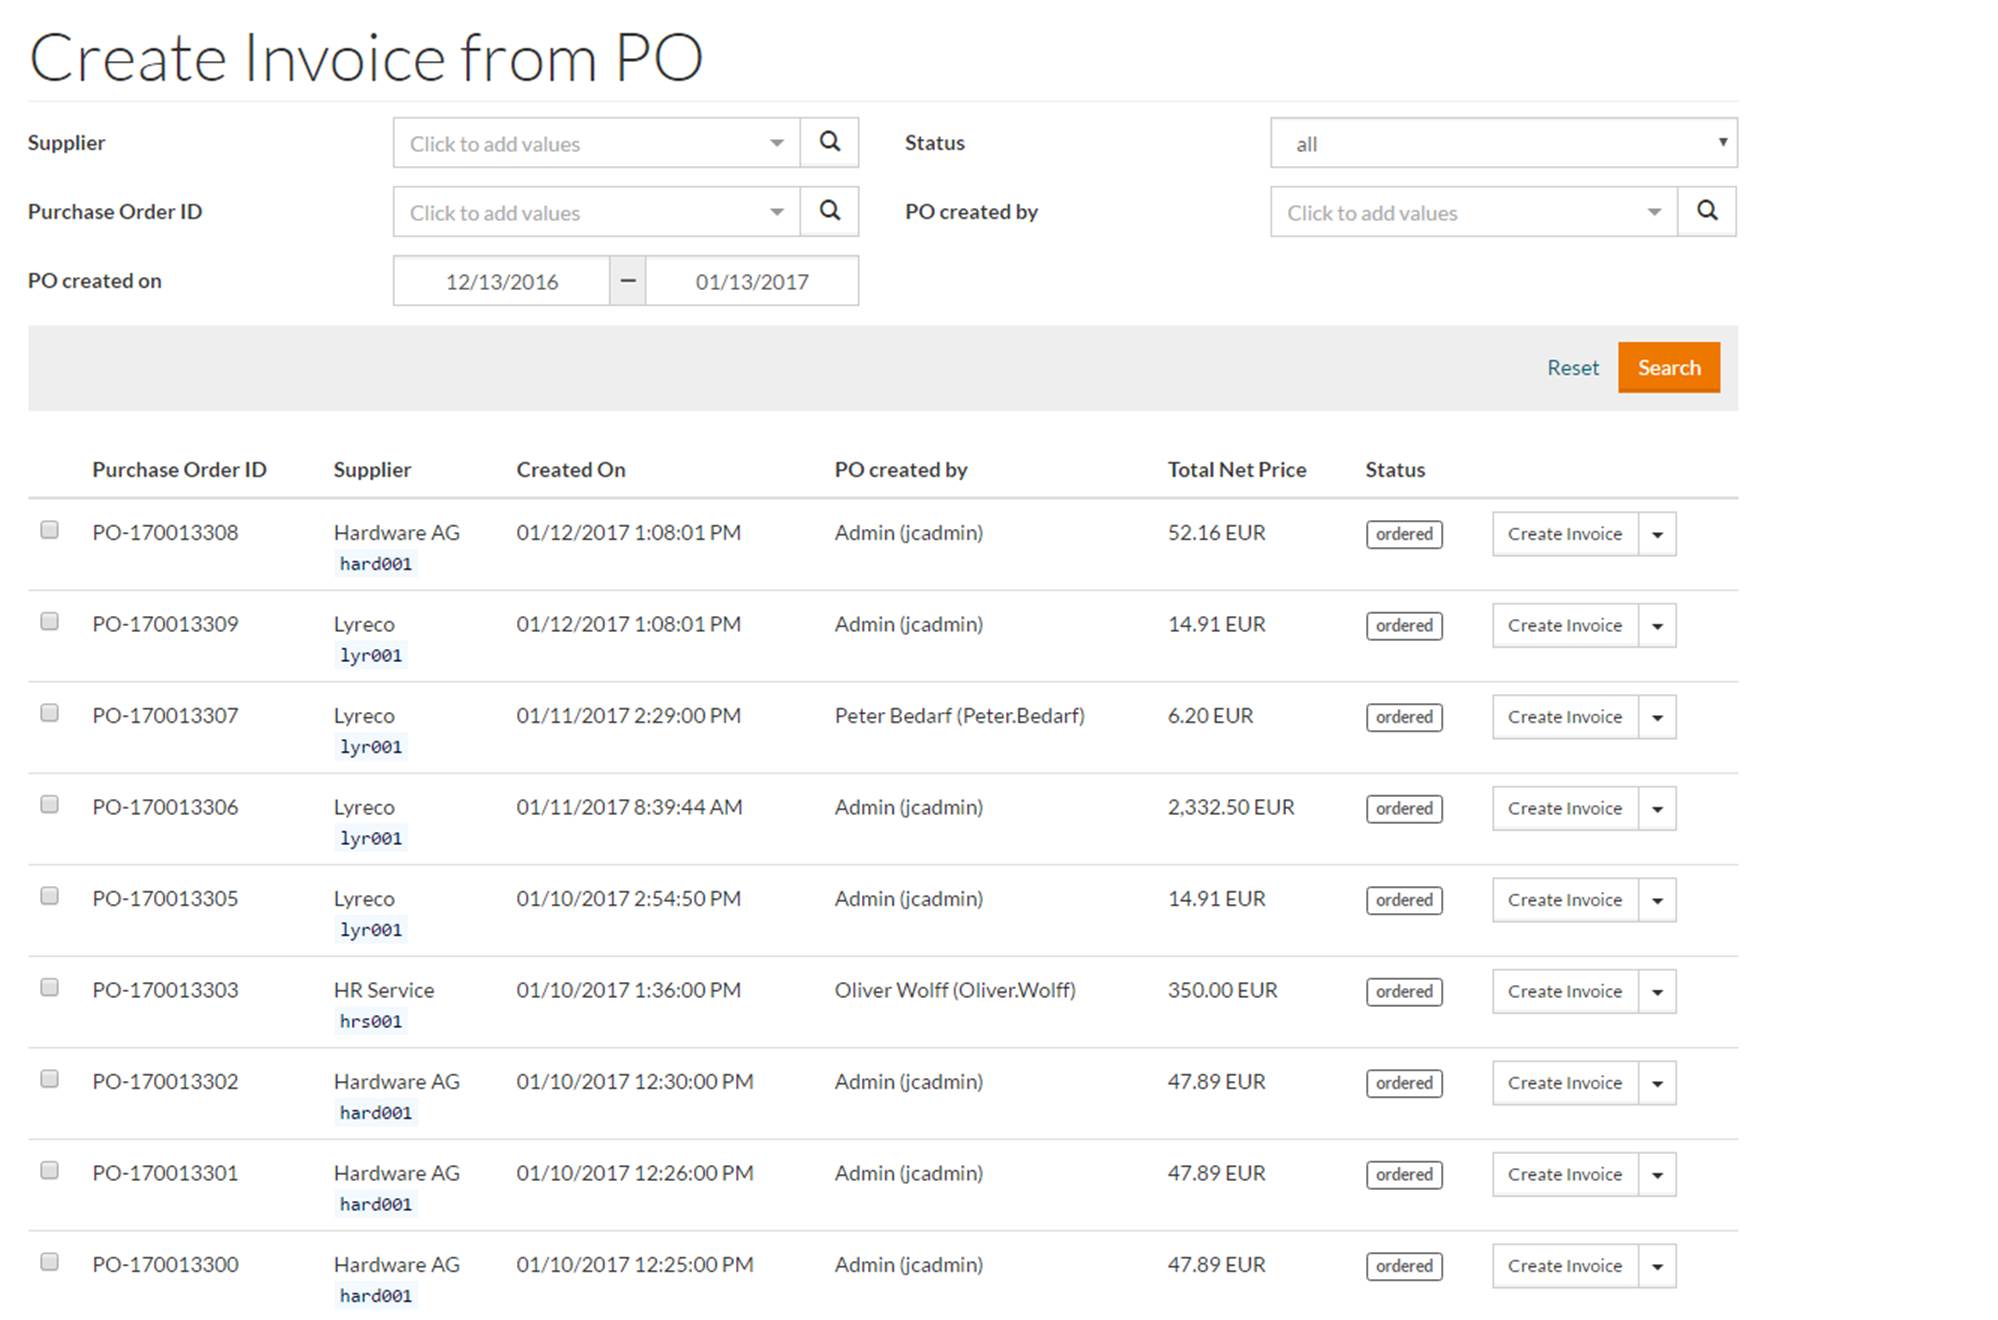 Create Invoice from PO
Supplier Click to add values Status all
Purchase Order ID Click to add values PO created by Click to add values
PO created on 12/13/2016 – 01/13/2017
Reset Search
Purchase Order ID Supplier Created On PO created by Total Net Price Status
PO-170013308 Hardware AG 01/12/2017 1:08:01 PM Admin (jcadmin) 52.16 EUR ordered Create Invoice
hard001
PO-170013309 Lyreco 01/12/2017 1:08:01 PM Admin (jcadmin) 14.91 EUR ordered Create Invoice
lyr001
PO-170013307 Lyreco 01/11/2017 2:29:00 PM Peter Bedarf (Peter.Bedarf) 6.20 EUR ordered Create Invoice
lyr001
PO-170013306 Lyreco 01/11/2017 8:39:44 AM Admin (jcadmin) 2,332.50 EUR ordered Create Invoice
lyr001
PO-170013305 Lyreco 01/10/2017 2:54:50 PM Admin (jcadmin) 14.91 EUR ordered Create Invoice
lyr001
PO-170013303 HR Service 01/10/2017 1:36:00 PM Oliver Wolff (Oliver.Wolff) 350.00 EUR ordered Create Invoice
hrs001
PO-170013302 Hardware AG 01/10/2017 12:30:00 PM Admin (jcadmin) 47.89 EUR ordered Create Invoice
hard001
PO-170013301 Hardware AG 01/10/2017 12:26:00 PM Admin (jcadmin) 47.89 EUR ordered Create Invoice
hard001
PO-170013300 Hardware AG 01/10/2017 12:25:00 PM Admin (jcadmin) 47.89 EUR ordered Create Invoice
hard001